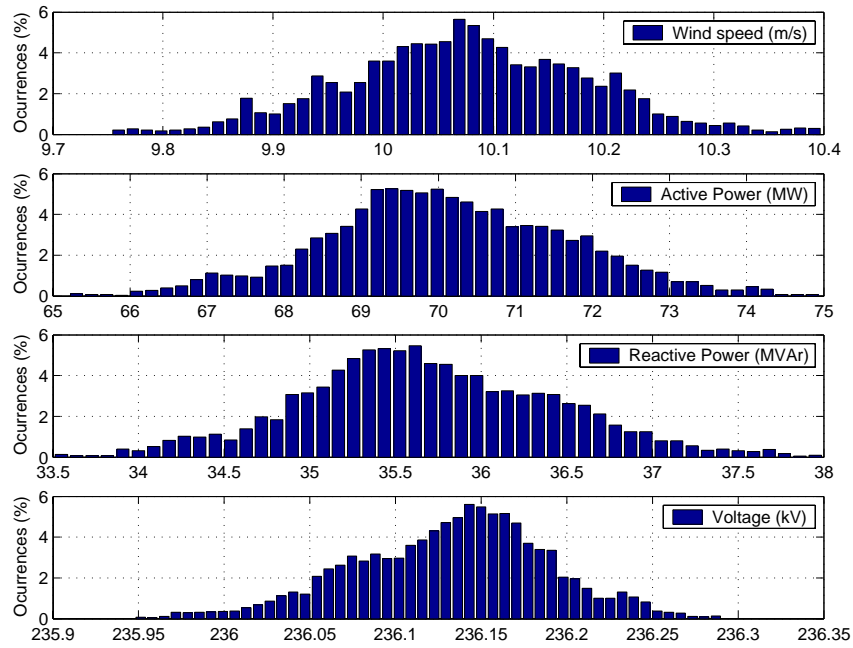 6
4
2
0
Ocurrences (%)
Wind speed (m/s)
9.7 9.8 9.9 10 10.1 10.2 10.3 10.4
6
4
2
0
Ocurrences (%)
Active Power (MW)
65 66 67 68 69 70 71 72 73 74 75
6
4
2
0
Ocurrences (%)
Reactive Power (MVAr)
33.5 34 34.5 35 35.5 36 36.5 37 37.5 38
6
4
2
0
Ocurrences (%)
Voltage (kV)
235.9 235.95 236 236.05 236.1 236.15 236.2 236.25 236.3 236.35